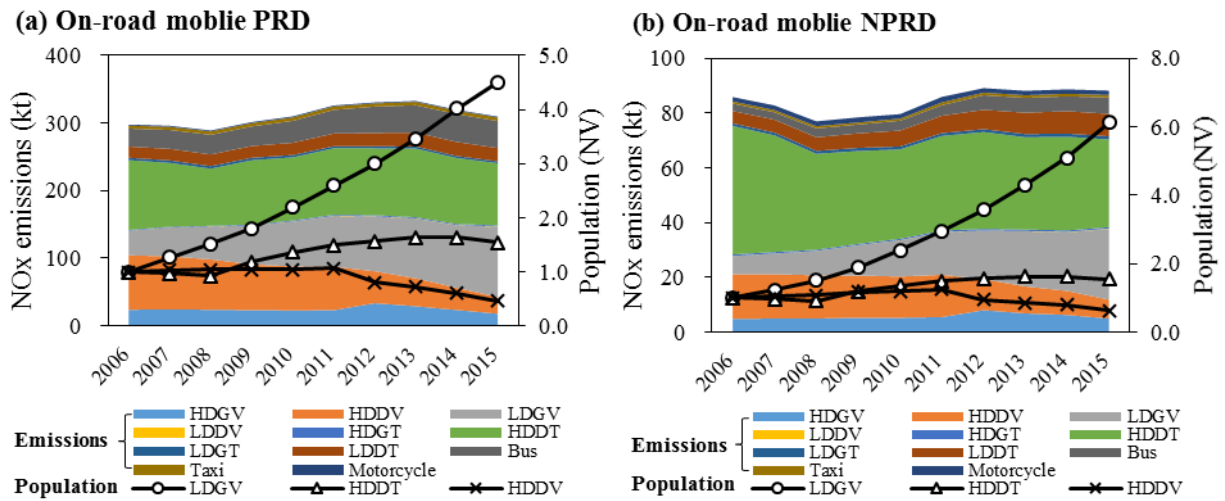 (a) On-road moblie PRD
400
300
200
100
0
NOx emissions (kt)
5.0
4.0
3.0
2.0
1.0
0.0
Population (NV)
2006 2007 2008 2009 2010 2011 2012 2013 2014 2015
HDGV HDDV LDGV
Emissions LDDV HDGT HDDT
LDGT LDDT Bus
Taxi Motorcycle
Population LDGV HDDT HDDV
(b) On-road moblie NPRD
100
80
60
40
20
0
NOx emissions (kt)
8.0
6.0
4.0
2.0
0.0
Population (NV)
2006 2007 2008 2009 2010 2011 2012 2013 2014 2015
HDGV HDDV LDGV
Emissions LDDV HDGT HDDT
LDGT LDDT Bus
Taxi Motorcycle
Population LDGV HDDT HDDV